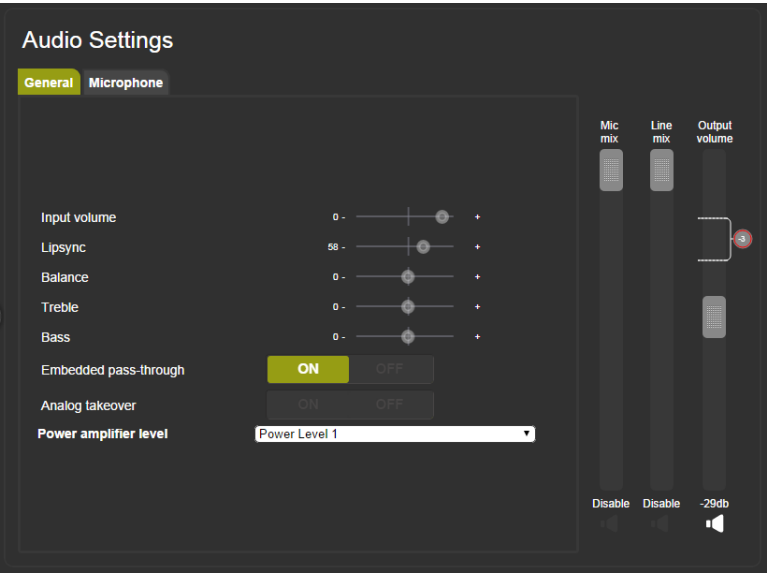 Audio Settings
General Microphone
Mic mix
Line mix
Output volume
Input volume 0 - +
Lipsync 58 - +
-3
Balance 0 - +
Treble 0 - +
Bass 0 - +
Embedded pass-through ON OFF
Analog takeover ON OFF
Power amplifier level Power Level 1
Disable Disable -29db